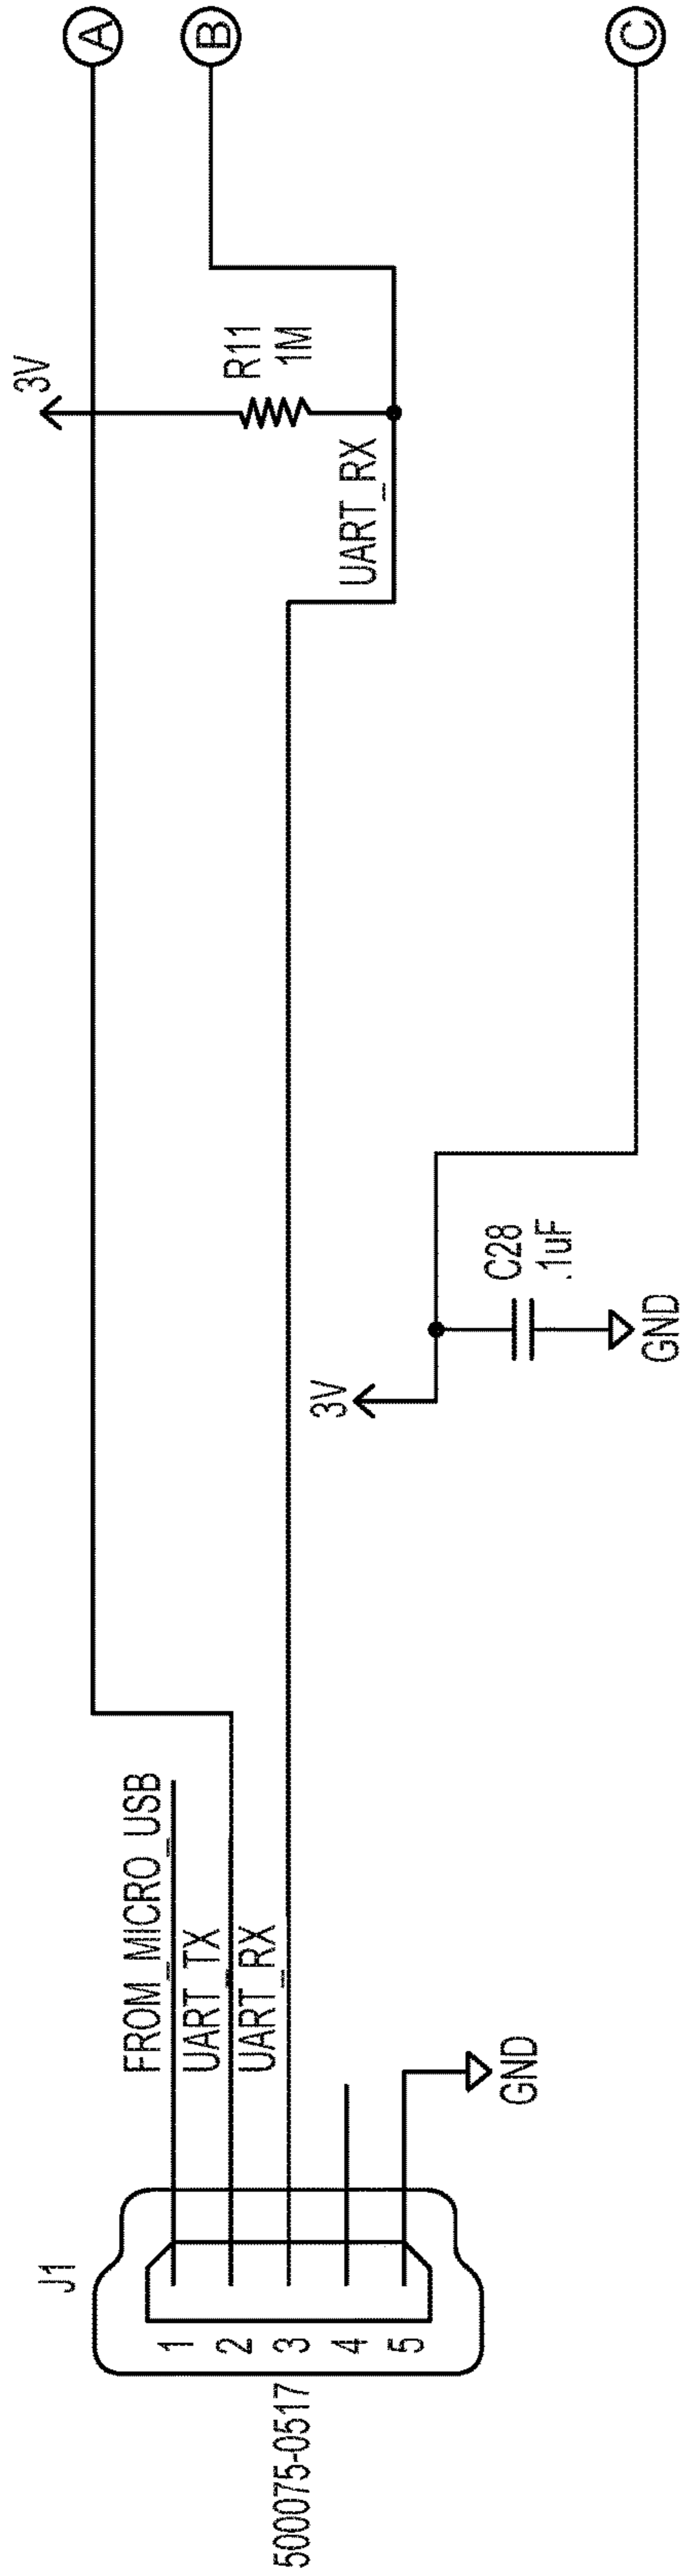 A
B
C
3V
R11
1M
UART_RX
3V
C28
.1uF
GND
FROM_MICRO_USB
UART_TX
UART_RX
GND
J1
1
2
3
4
5
500075-0517